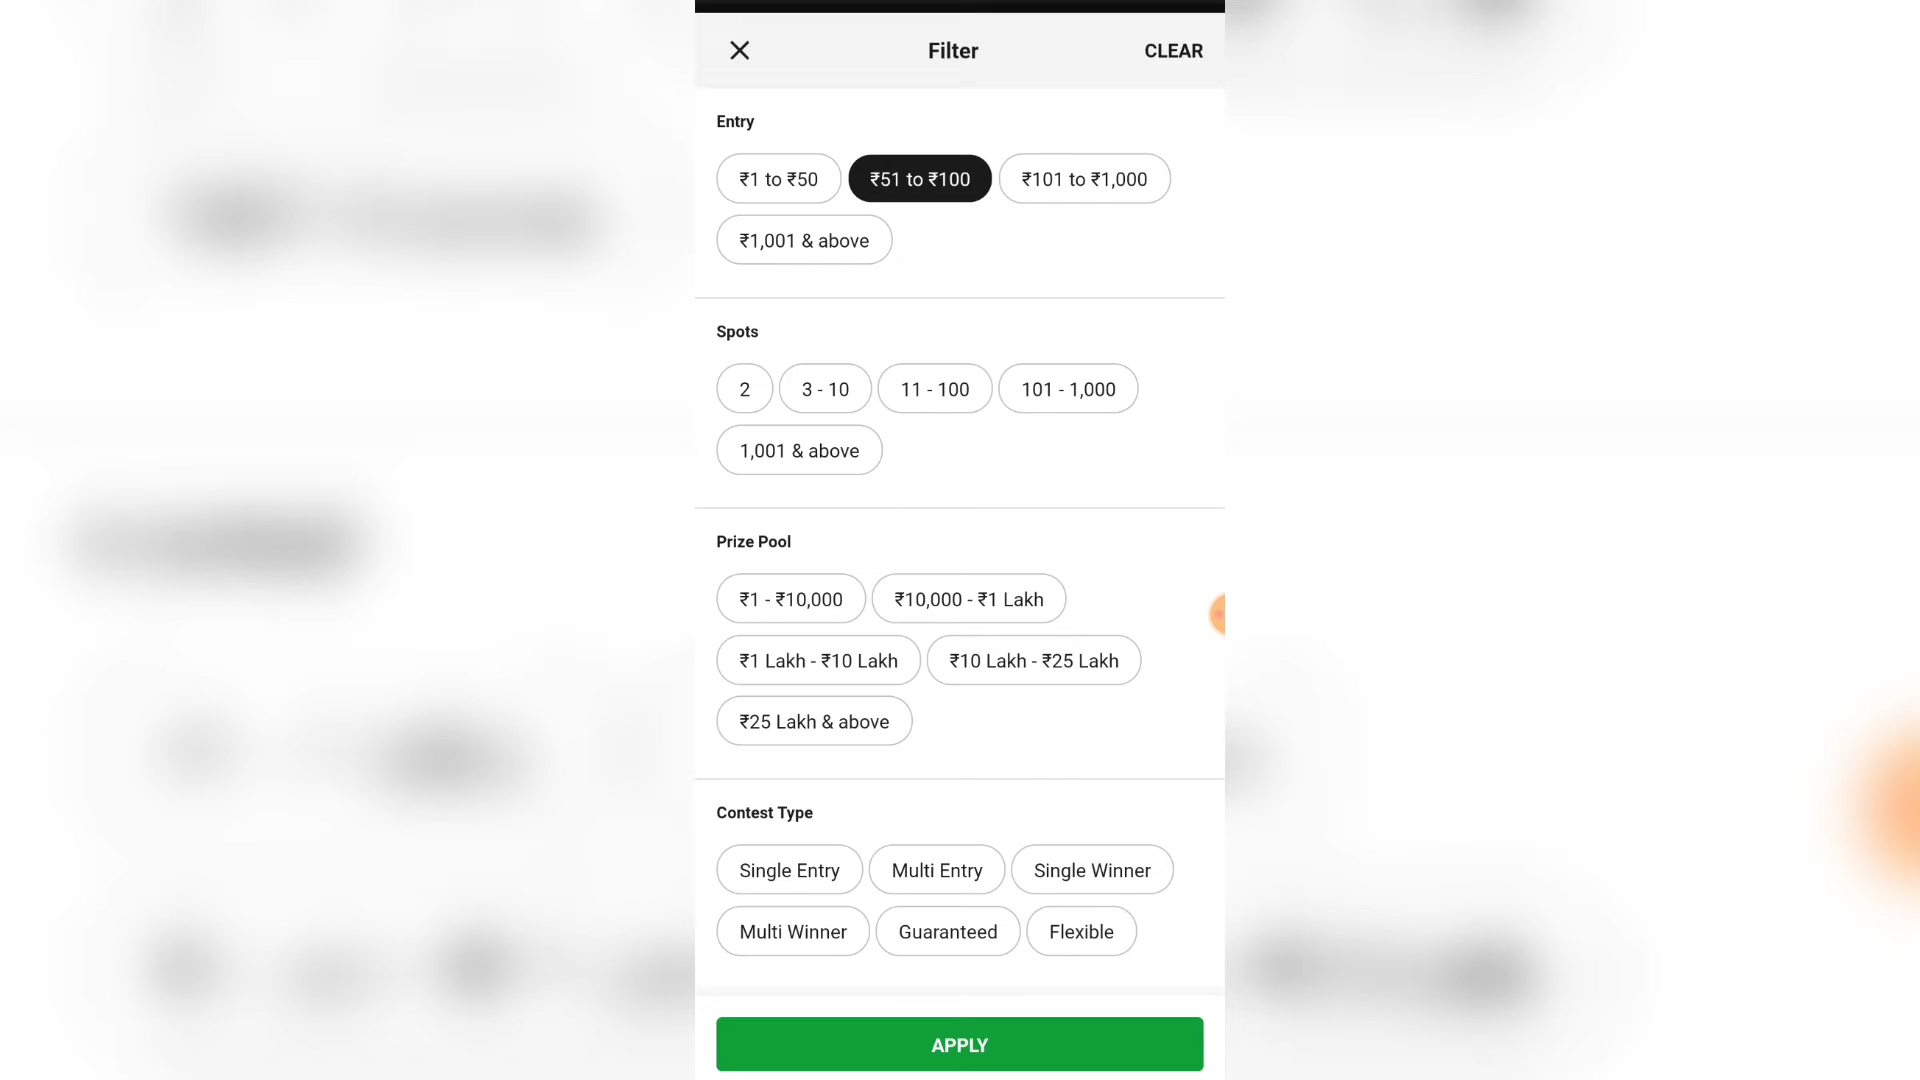 Filter CLEAR
Entry
₹1 to ₹50 ₹51 to ₹100 ₹101 to ₹1,000
₹1,001 & above
Spots
2 3 - 10 11 - 100 101 - 1,000
1,001 & above
Prize Pool
₹1 - ₹10,000 ₹10,000 - ₹1 Lakh
₹1 Lakh - ₹10 Lakh ₹10 Lakh - ₹25 Lakh
₹25 Lakh & above
Contest Type
Single Entry Multi Entry Single Winner
Multi Winner Guaranteed Flexible
APPLY